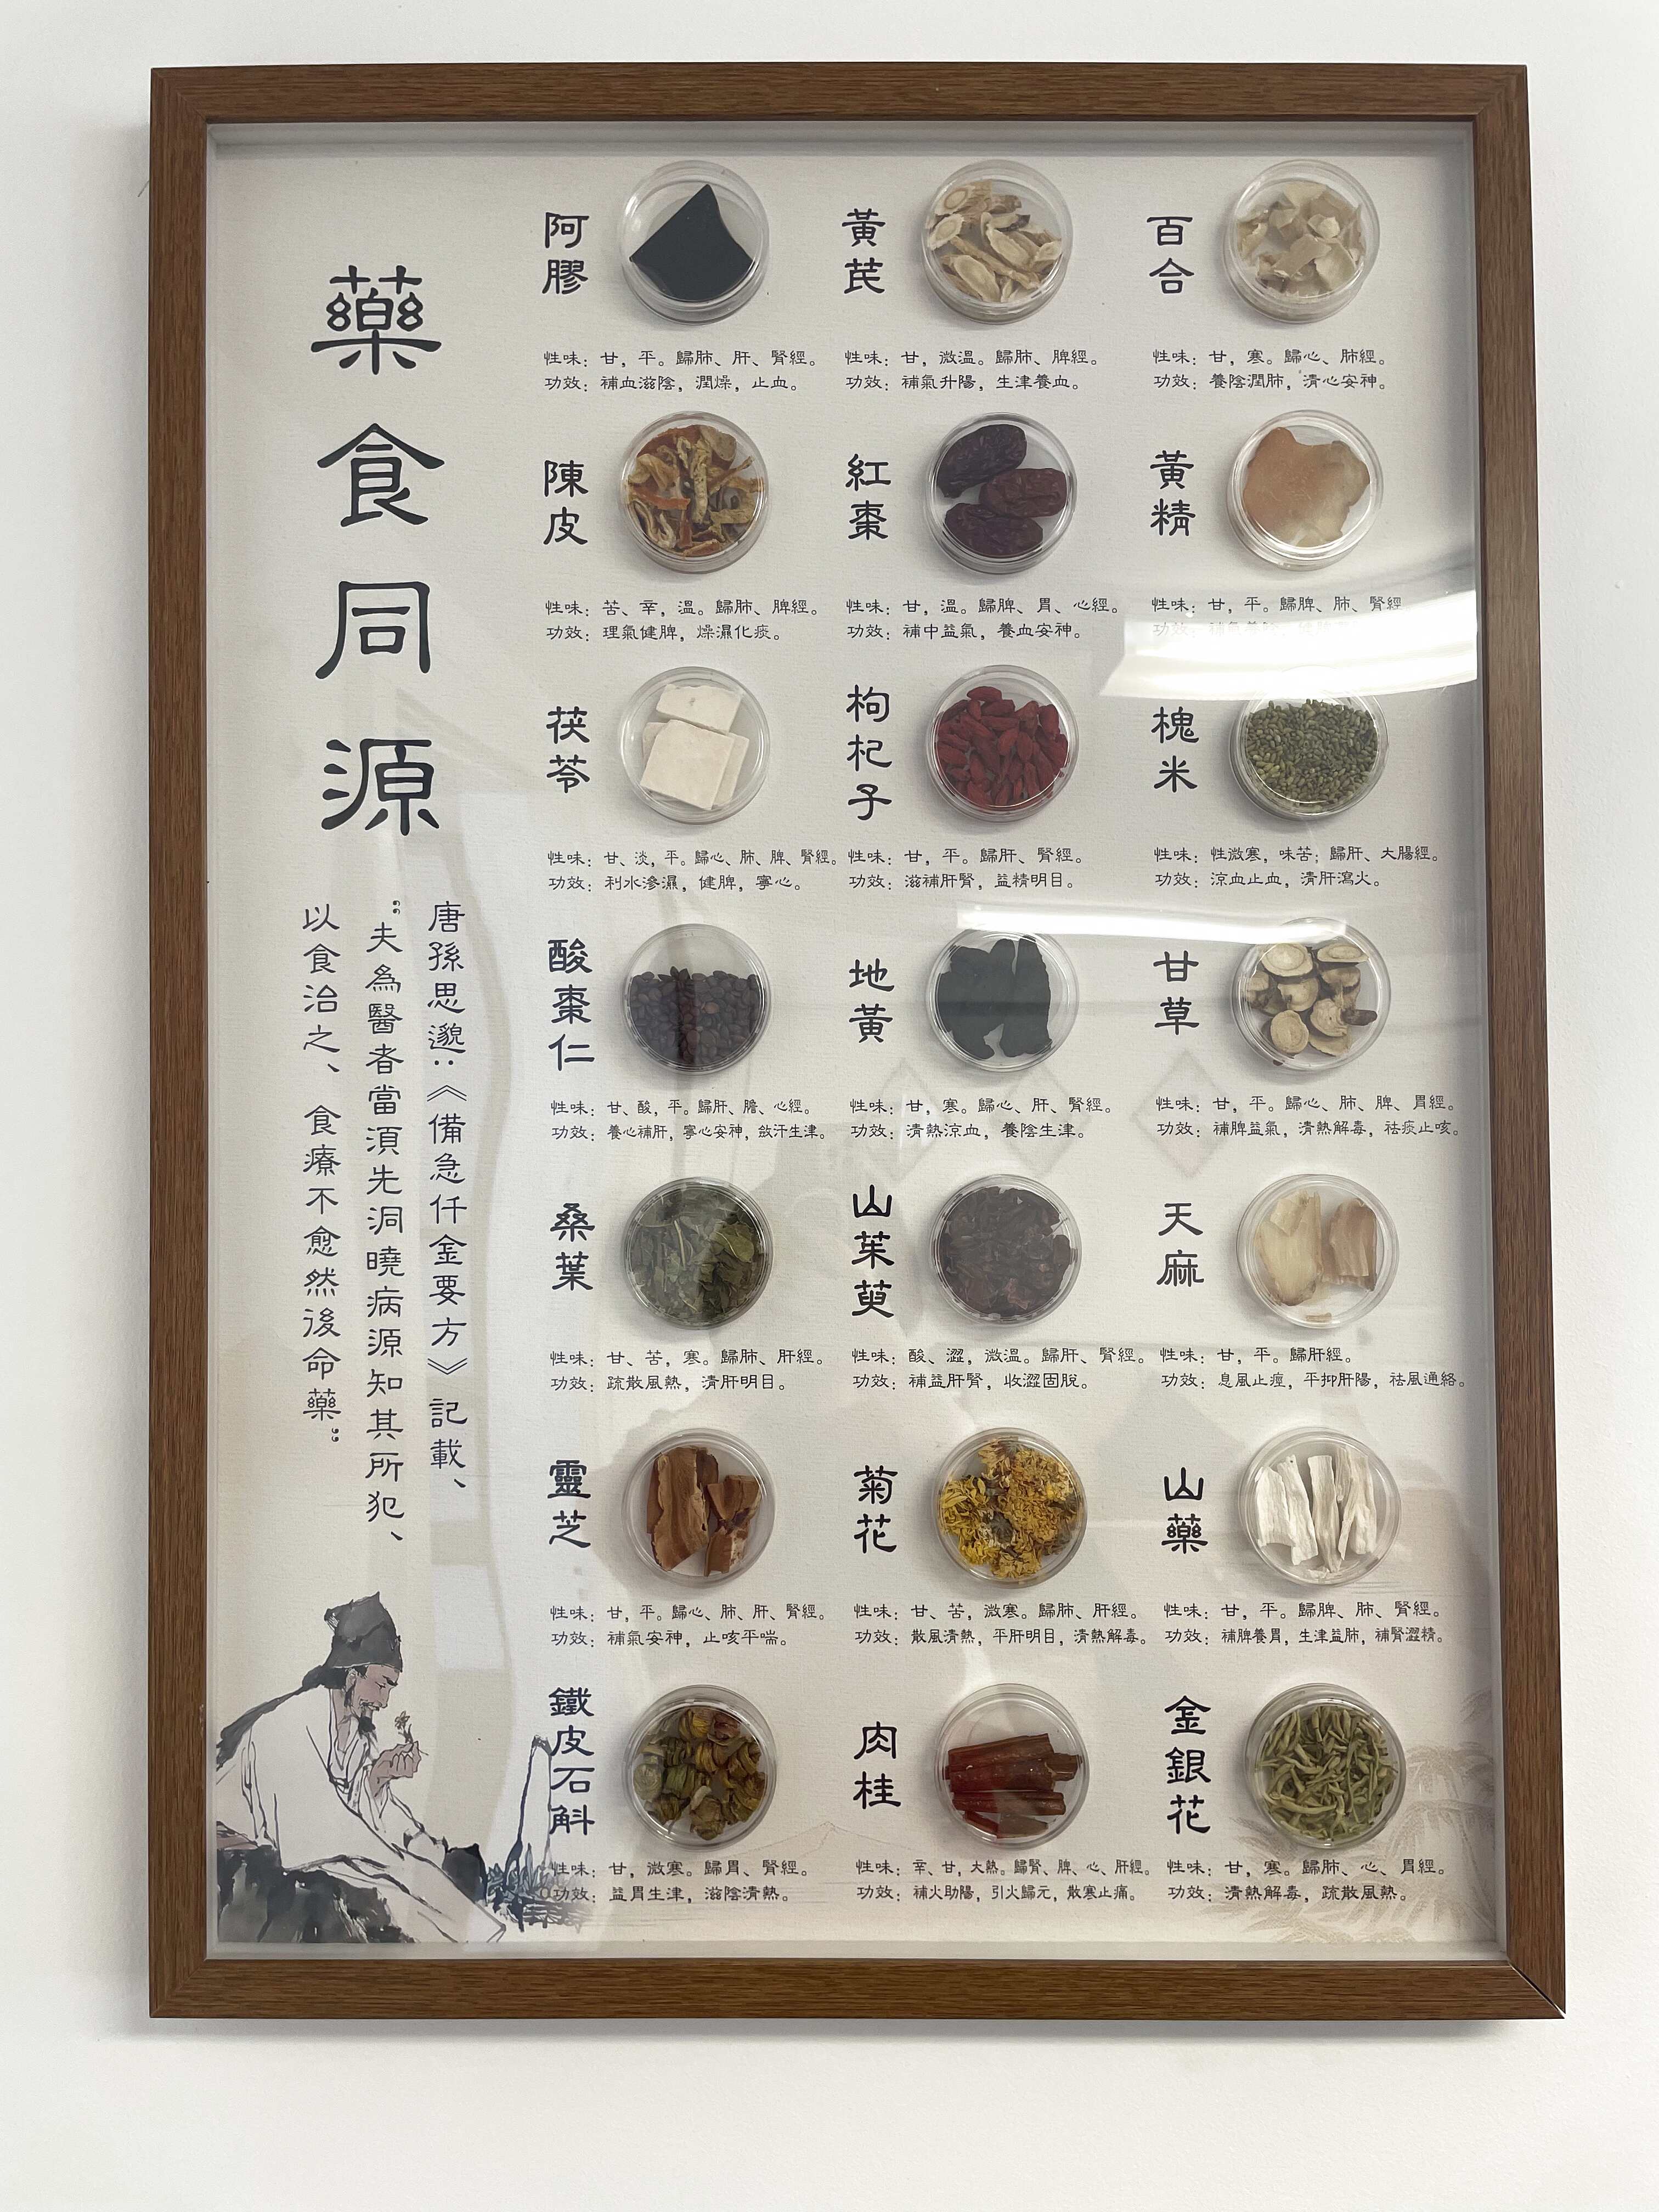 藥食同源
唐孫思邈：《備急仟金要方》記載、
“夫為醫者當須先洞曉病源知其所犯、
以食治之、食療不愈然後命藥”
阿膠
性味：甘，平。歸肺、肝、腎經。
功效：補血滋陰，潤燥，止血。
黃芪
性味：甘，微溫。歸肺、脾經。
功效：補氣升陽，生津養血。
百合
性味：甘，寒。歸心、肺經。
功效：養陰潤肺，清心安神。
陳皮
性味：苦、辛，溫。歸肺、脾經。
功效：理氣健脾，燥濕化痰。
紅棗
性味：甘，溫。歸脾、胃、心經。
功效：補中益氣，養血安神。
黃精
性味：甘，平。歸脾、肺、腎經
功效：補氣養
茯苓
性味：甘、淡，平。歸心、肺、脾、腎經。
功效：利水滲濕，健脾，寧心。
枸杞子
性味：甘，平。歸肝、腎經。
功效：滋補肝腎，益精明目。
槐米
性味：性微寒，味苦；歸肝、大腸經。
功效：涼血止血，清肝瀉火。
酸棗仁
性味：甘、酸，平。歸肝、膽、心經。
功效：養心補肝，寧心安神，斂汗生津。
地黃
性味：甘，寒。歸心、肝、腎經。
功效：清熱涼血，養陰生津。
甘草
性味：甘，平。歸心、肺、脾、胃經。
功效：補脾益氣，清熱解毒，祛痰止咳。
桑葉
性味：甘、苦，寒。歸肺、肝經。
功效：疏散風熱，清肝明目。
山茱萸
性味：酸、澀，微溫。歸肝、腎經。
功效：補益肝腎，收澀固脫。
天麻
性味：甘，平。歸肝經。
功效：息風止痙，平抑肝陽，祛風通絡。
靈芝
性味：甘，平。歸心、肺、肝、腎經。
功效：補氣安神，止咳平喘。
菊花
性味：甘、苦，微寒。歸肺、肝經。
功效：散風清熱，平肝明目，清熱解毒。
山藥
性味：甘，平。歸脾、肺、腎經。
功效：補脾養胃，生津益肺，補腎澀精。
鐵皮石斛
性味：甘，微寒。歸胃、腎經。
功效：益胃生津，滋陰清熱。
肉桂
性味：辛、甘，大熱。歸腎、脾、心、肝經。
功效：補火助陽，引火歸元，散寒止痛。
金銀花
性味：甘，寒。歸肺、心、胃經。
功效：清熱解毒，疏散風熱。